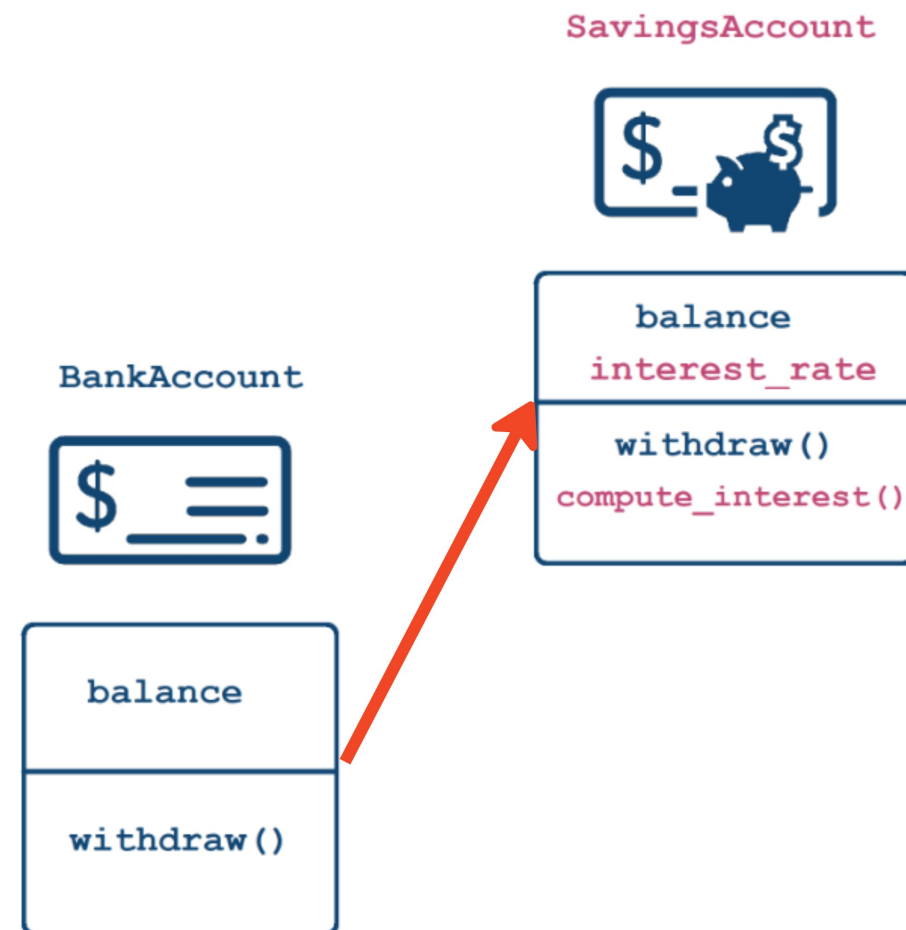 SavingsAccount
$
$
balance
interest_rate
withdraw()
compute_interest()
BankAccount
$
balance
withdraw()